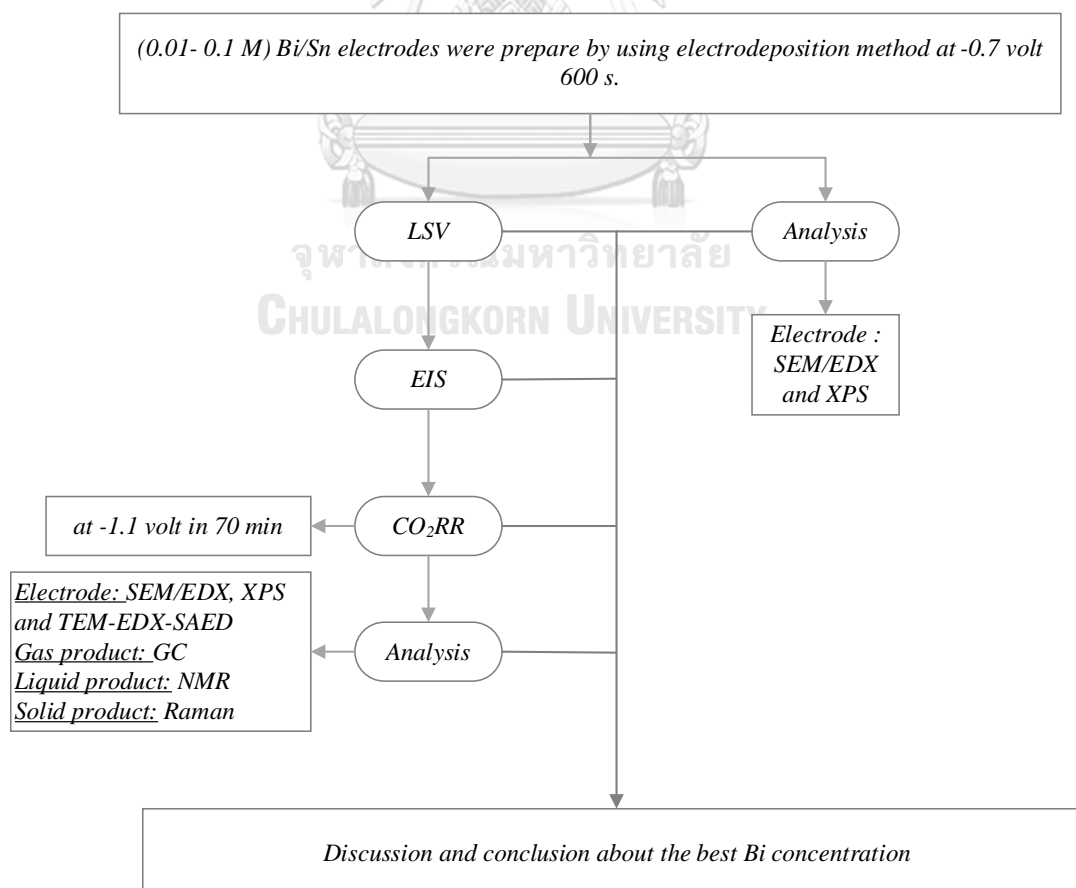 (0.01- 0.1 M) Bi/Sn electrodes were prepare by using electrodeposition method at -0.7 volt
600 s.
LSV
Analysis
จุฬาลงกรณ์มหาวิทยาลัย
CHULALONGKORN UNIVERSITY
Electrode :
SEM/EDX
and XPS
EIS
at -1.1 volt in 70 min
CO₂RR
Electrode: SEM/EDX, XPS
and TEM-EDX-SAED
Gas product: GC
Liquid product: NMR
Solid product: Raman
Analysis
Discussion and conclusion about the best Bi concentration